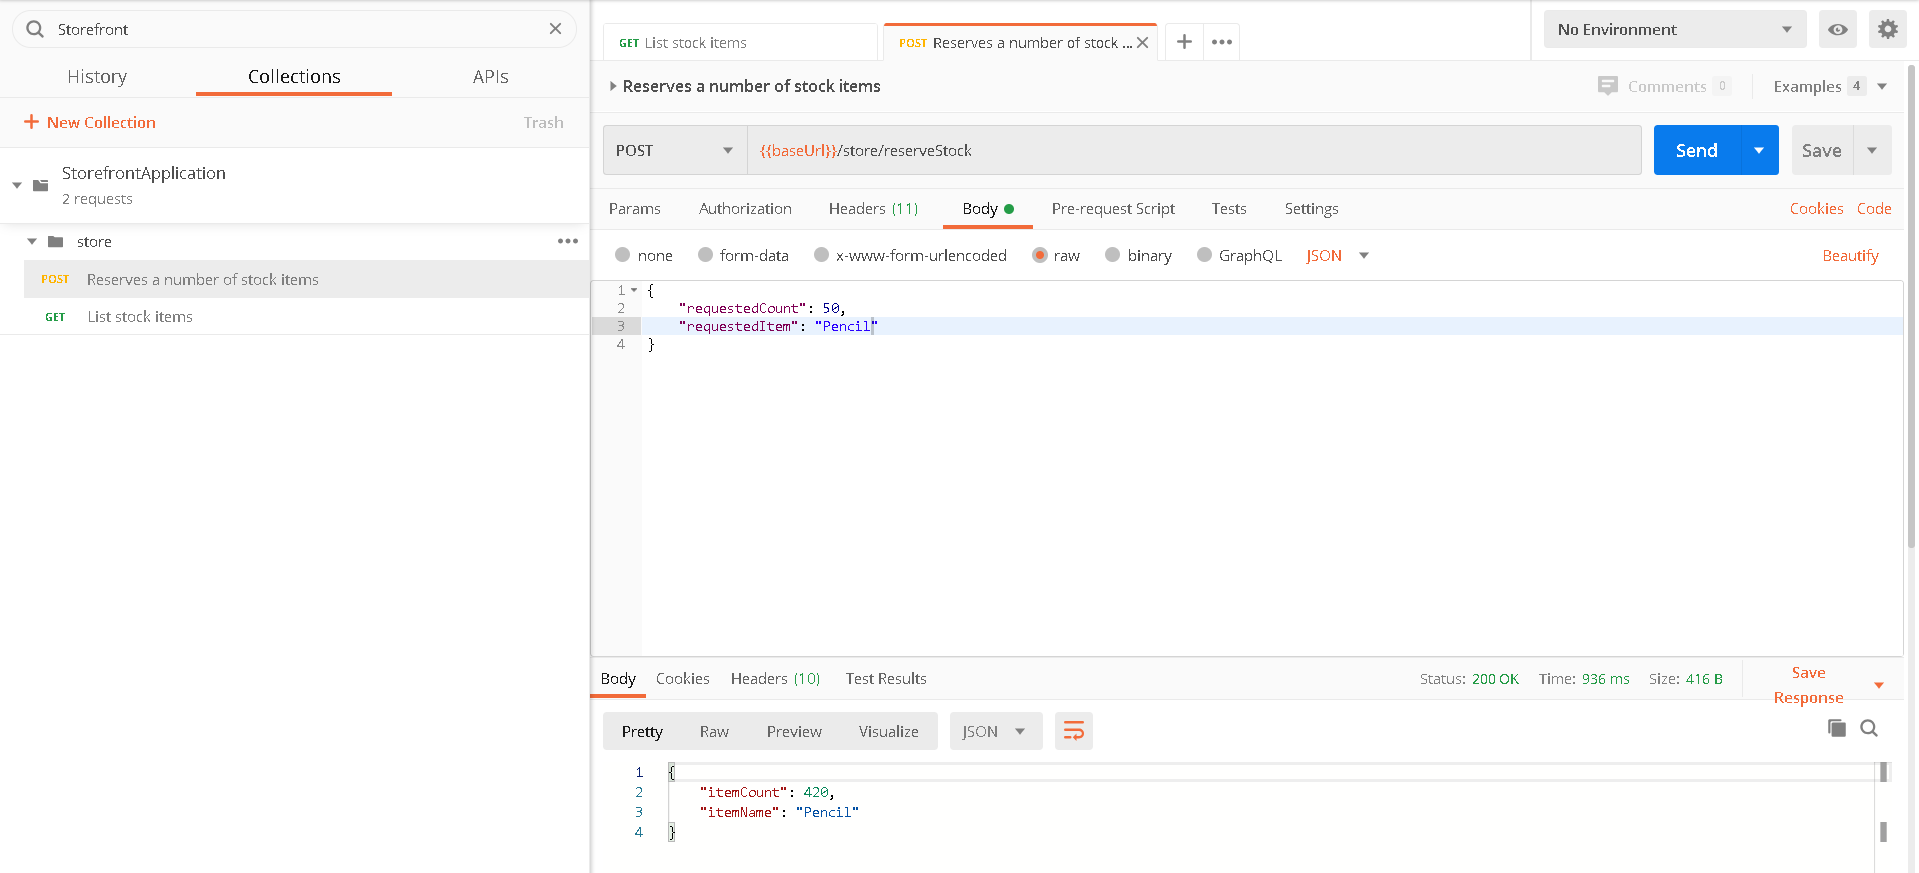 Storefront
History Collections APIs
New Collection Trash
StorefrontApplication
2 requests
store
POST Reserves a number of stock items
GET List stock items
GET List stock items
POST Reserves a number of stock ...
No Environment
Reserves a number of stock items
Comments 0 Examples 4
POST {{baseUrl}}/store/reserveStock Send Save
Params Authorization Headers (11) Body Pre-request Script Tests Settings Cookies Code
none form-data x-www-form-urlencoded raw binary GraphQL JSON Beautify
1 {
2 "requestedCount": 50,
3 "requestedItem": "Pencil"
4 }
Body Cookies Headers (10) Test Results Status: 200 OK Time: 936 ms Size: 416 B Save
Response
Pretty Raw Preview Visualize JSON
1 {
2 "itemCount": 420,
3 "itemName": "Pencil"
4 }